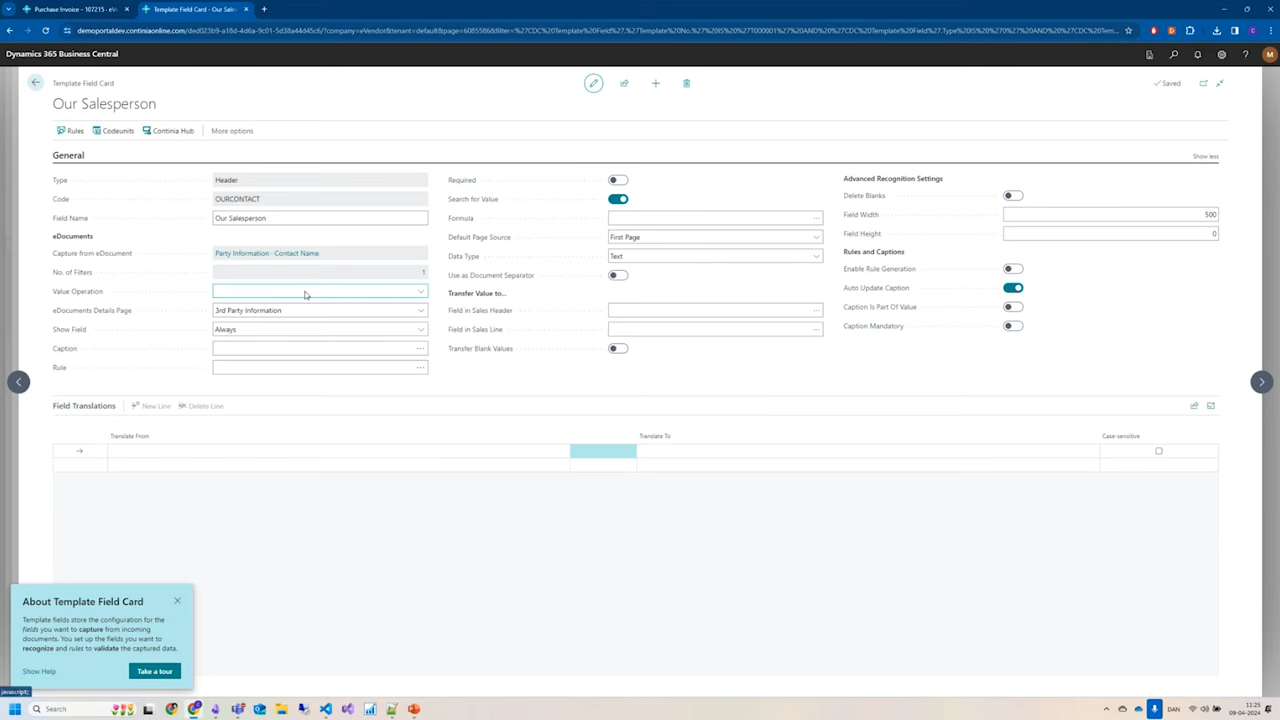 Purchase Invoice - 107215 - eVe
Template Field Card - Our Sales
Dynamics 365 Business Central
M
Template Field Card
Saved
Our Salesperson
Rules
Codeunits
Continia Hub
More options
General
Show less
Type
Header
Code
OURCONTACT
Field Name
Our Salesperson
eDocuments
Capture from eDocument
Party Information · Contact Name
No. of Filters
1
Value Operation
eDocuments Details Page
3rd Party Information
Show Field
Always
Caption
Rule
Required
Search for Value
Formula
Default Page Source
First Page
Data Type
Text
Use as Document Separator
Transfer Value to...
Field in Sales Header
Field in Sales Line
Transfer Blank Values
Advanced Recognition Settings
Delete Blanks
Field Width
500
Field Height
0
Rules and Captions
Enable Rule Generation
Auto Update Caption
Caption Is Part Of Value
Caption Mandatory
Field Translations
New Line
Delete Line
Translate From
Translate To
Case-sensitive
About Template Field Card
Template fields store the configuration for the
fields you want to capture from incoming
documents. You set up the fields you want to
recognize and rules to validate the captured data.
Show Help
Take a tour
javascript:
Search
DAN
11:25
09-04-2024